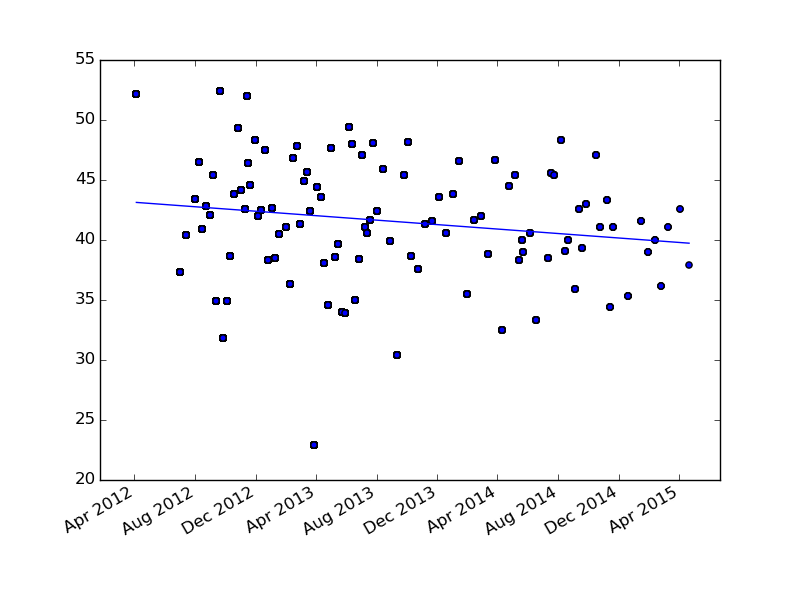 55
50
45
40
35
30
25
20
Apr 2012
Aug 2012
Dec 2012
Apr 2013
Aug 2013
Dec 2013
Apr 2014
Aug 2014
Dec 2014
Apr 2015